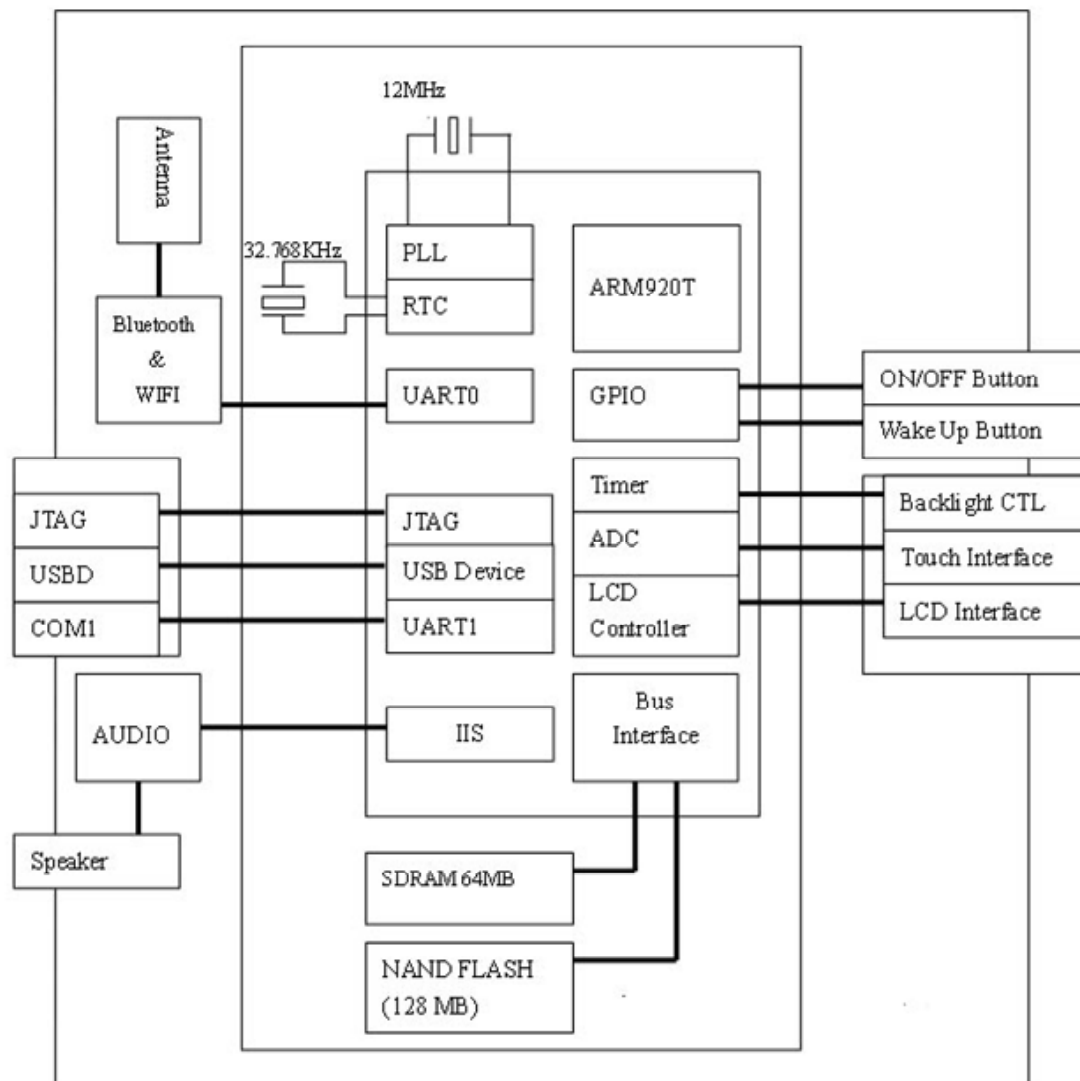 12MHz
Antenna
32.768KHz
PLL
RTC
ARM920T
Bluetooth
&
WIFI
UART0
GPIO
ON/OFF Button
Wake Up Button
JTAG
USBD
COM1
JTAG
USB Device
UART1
Timer
ADC
LCD
Controller
Backlight CTL
Touch Interface
LCD Interface
AUDIO
IIS
Bus
Interface
Speaker
SDRAM 64MB
NAND FLASH
(128 MB)